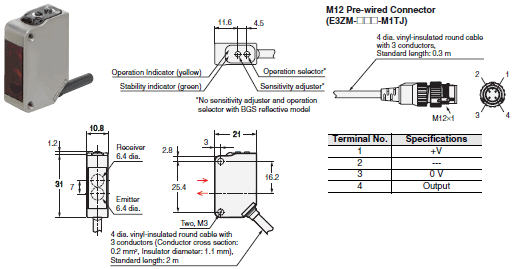 M12 Pre-wired Connector
(E3ZM-□□□-M1TJ)
11.6
4.5
4 dia. vinyl-insulated round cable
with 3 conductors,
Standard length: 0.3 m
Operation Indicator (yellow)
Operation selector*
Stability indicator (green)
Sensitivity adjuster*
*No sensitivity adjuster and operation
selector with BGS reflective model
2
1
3
4
M12×1
Terminal No.
Specifications
1
+V
2
---
3
0 V
4
Output
10.8
1.2
Receiver
6.4 dia.
31
7
Emitter
6.4 dia.
21
3
2.8
25.4
16.2
Two, M3
4 dia. vinyl-insulated round cable with
3 conductors (Conductor cross section:
0.2 mm², Insulator diameter: 1.1 mm),
Standard length: 2 m